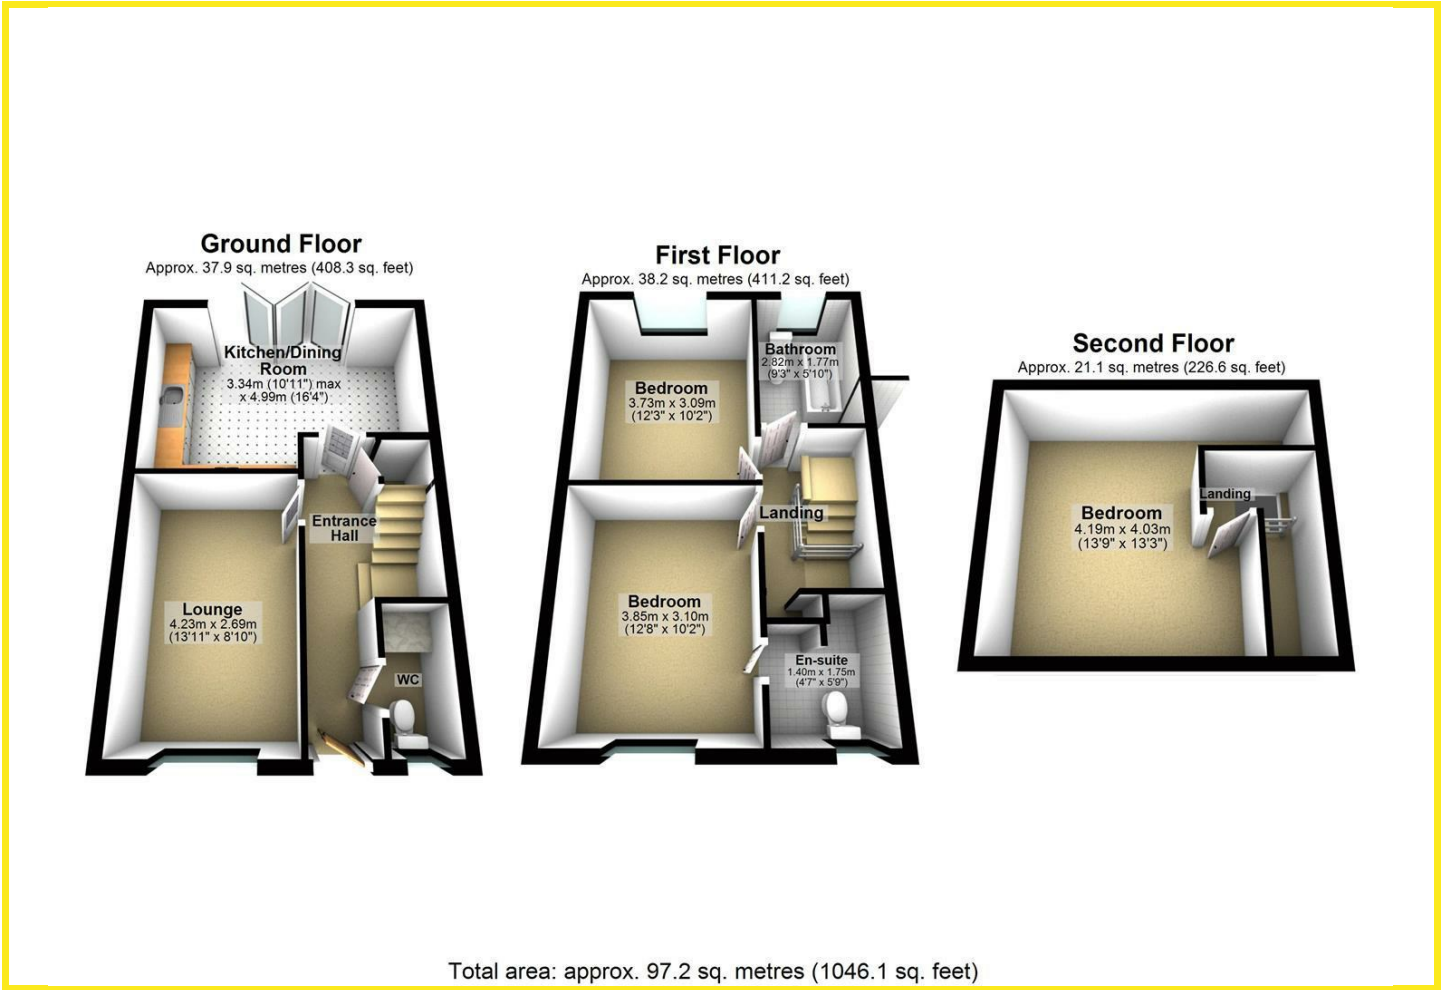 Ground Floor
Approx. 37.9 sq. metres (408.3 sq. feet)
Kitchen/Dining
Room
3.34m (10'11") max
x 4.99m (16'4")
Entrance
Hall
Lounge
4.23m x 2.69m
(13'11" x 8'10")
WC
First Floor
Approx. 38.2 sq. metres (411.2 sq. feet)
Bathroom
2.82m x 1.77m
(9'3" x 5'10")
Bedroom
3.73m x 3.09m
(12'3" x 10'2")
Landing
Bedroom
3.85m x 3.10m
(12'8" x 10'2")
En-suite
1.40m x 1.75m
(4'7" x 5'9")
Second Floor
Approx. 21.1 sq. metres (226.6 sq. feet)
Landing
Bedroom
4.19m x 4.03m
(13'9" x 13'3")
Total area: approx. 97.2 sq. metres (1046.1 sq. feet)